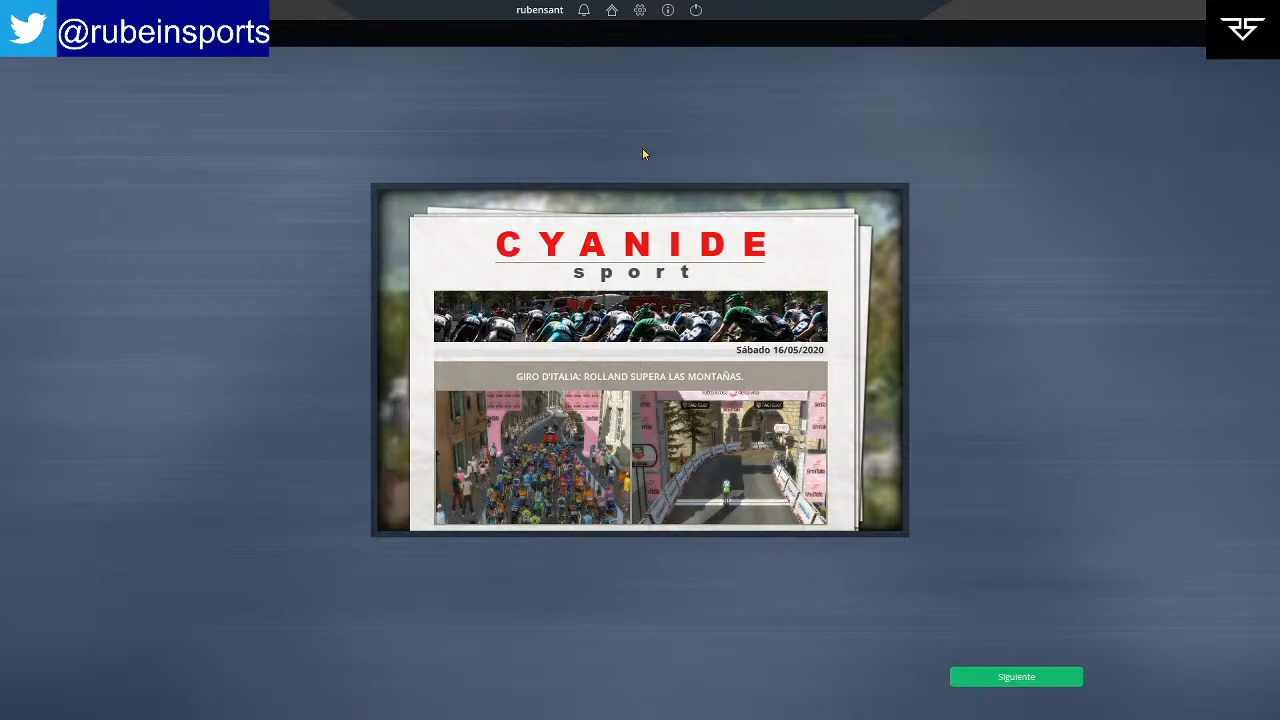 rubensant
@rubeinsports
CYANIDE
sport
Sábado 16/05/2020
GIRO D'ITALIA: ROLLAND SUPERA LAS MONTAÑAS.
Siguiente